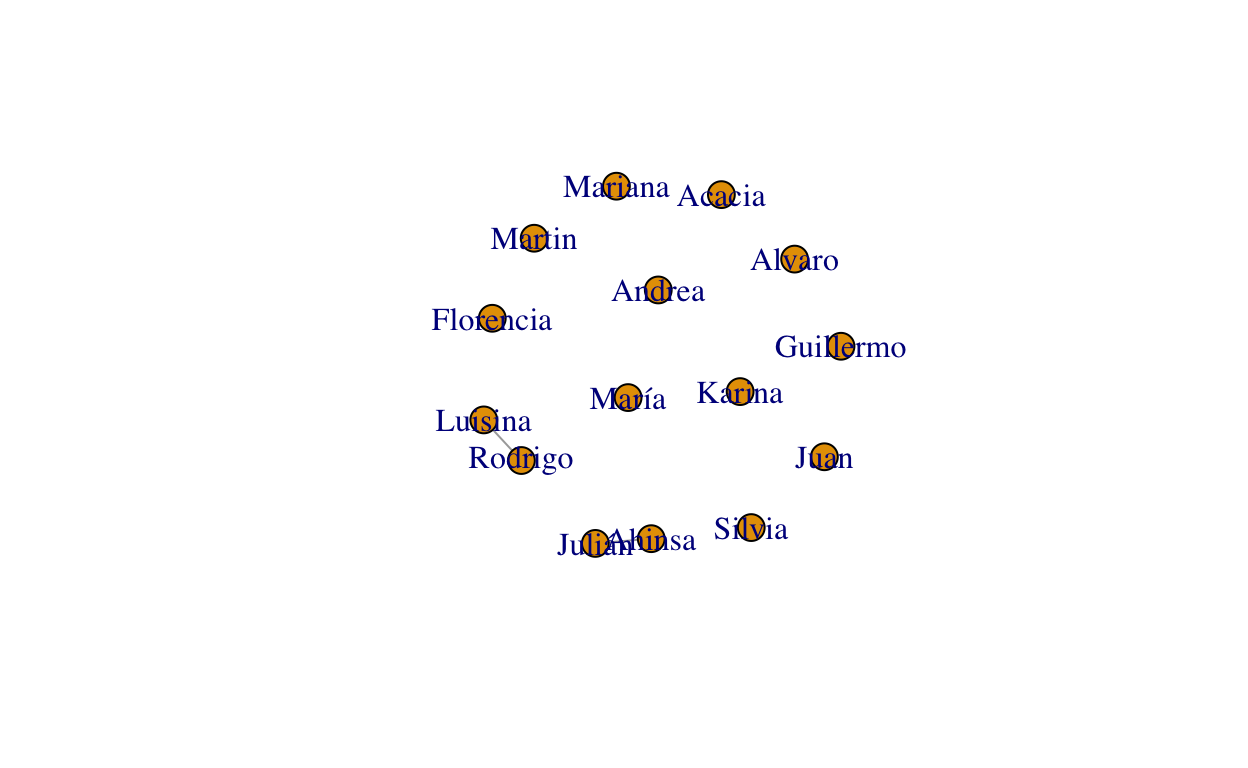 Mariana
Acacia
Martin
Alvaro
Andrea
Florencia
Guillermo
María
Karina
Luisina
Rodrigo
Juan
Silvia
Julián
Ahinsa